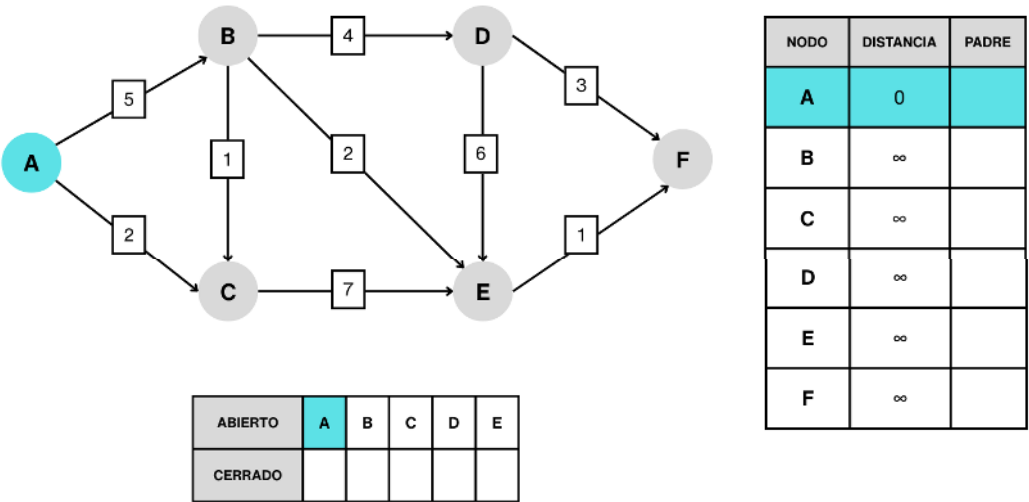 B 4 D
5 3
A 1 2 6 F
2 1
C 7 E
NODO DISTANCIA PADRE
A 0
B ∞
C ∞
D ∞
E ∞
F ∞
ABIERTO A B C D E
CERRADO